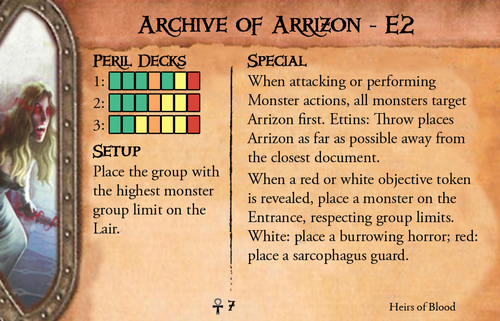 Archive of Arrizon - E2
Peril Decks
1:
2:
3:
Setup
Place the group with
the highest monster
group limit on the
Lair.
Special
When attacking or performing
Monster actions, all monsters target
Arrizon first. Ettins: Throw places
Arrizon as far as possible away from
the closest document.
When a red or white objective token
is revealed, place a monster on the
Entrance, respecting group limits.
White: place a burrowing horror; red:
place a sarcophagus guard.
7
Heirs of Blood